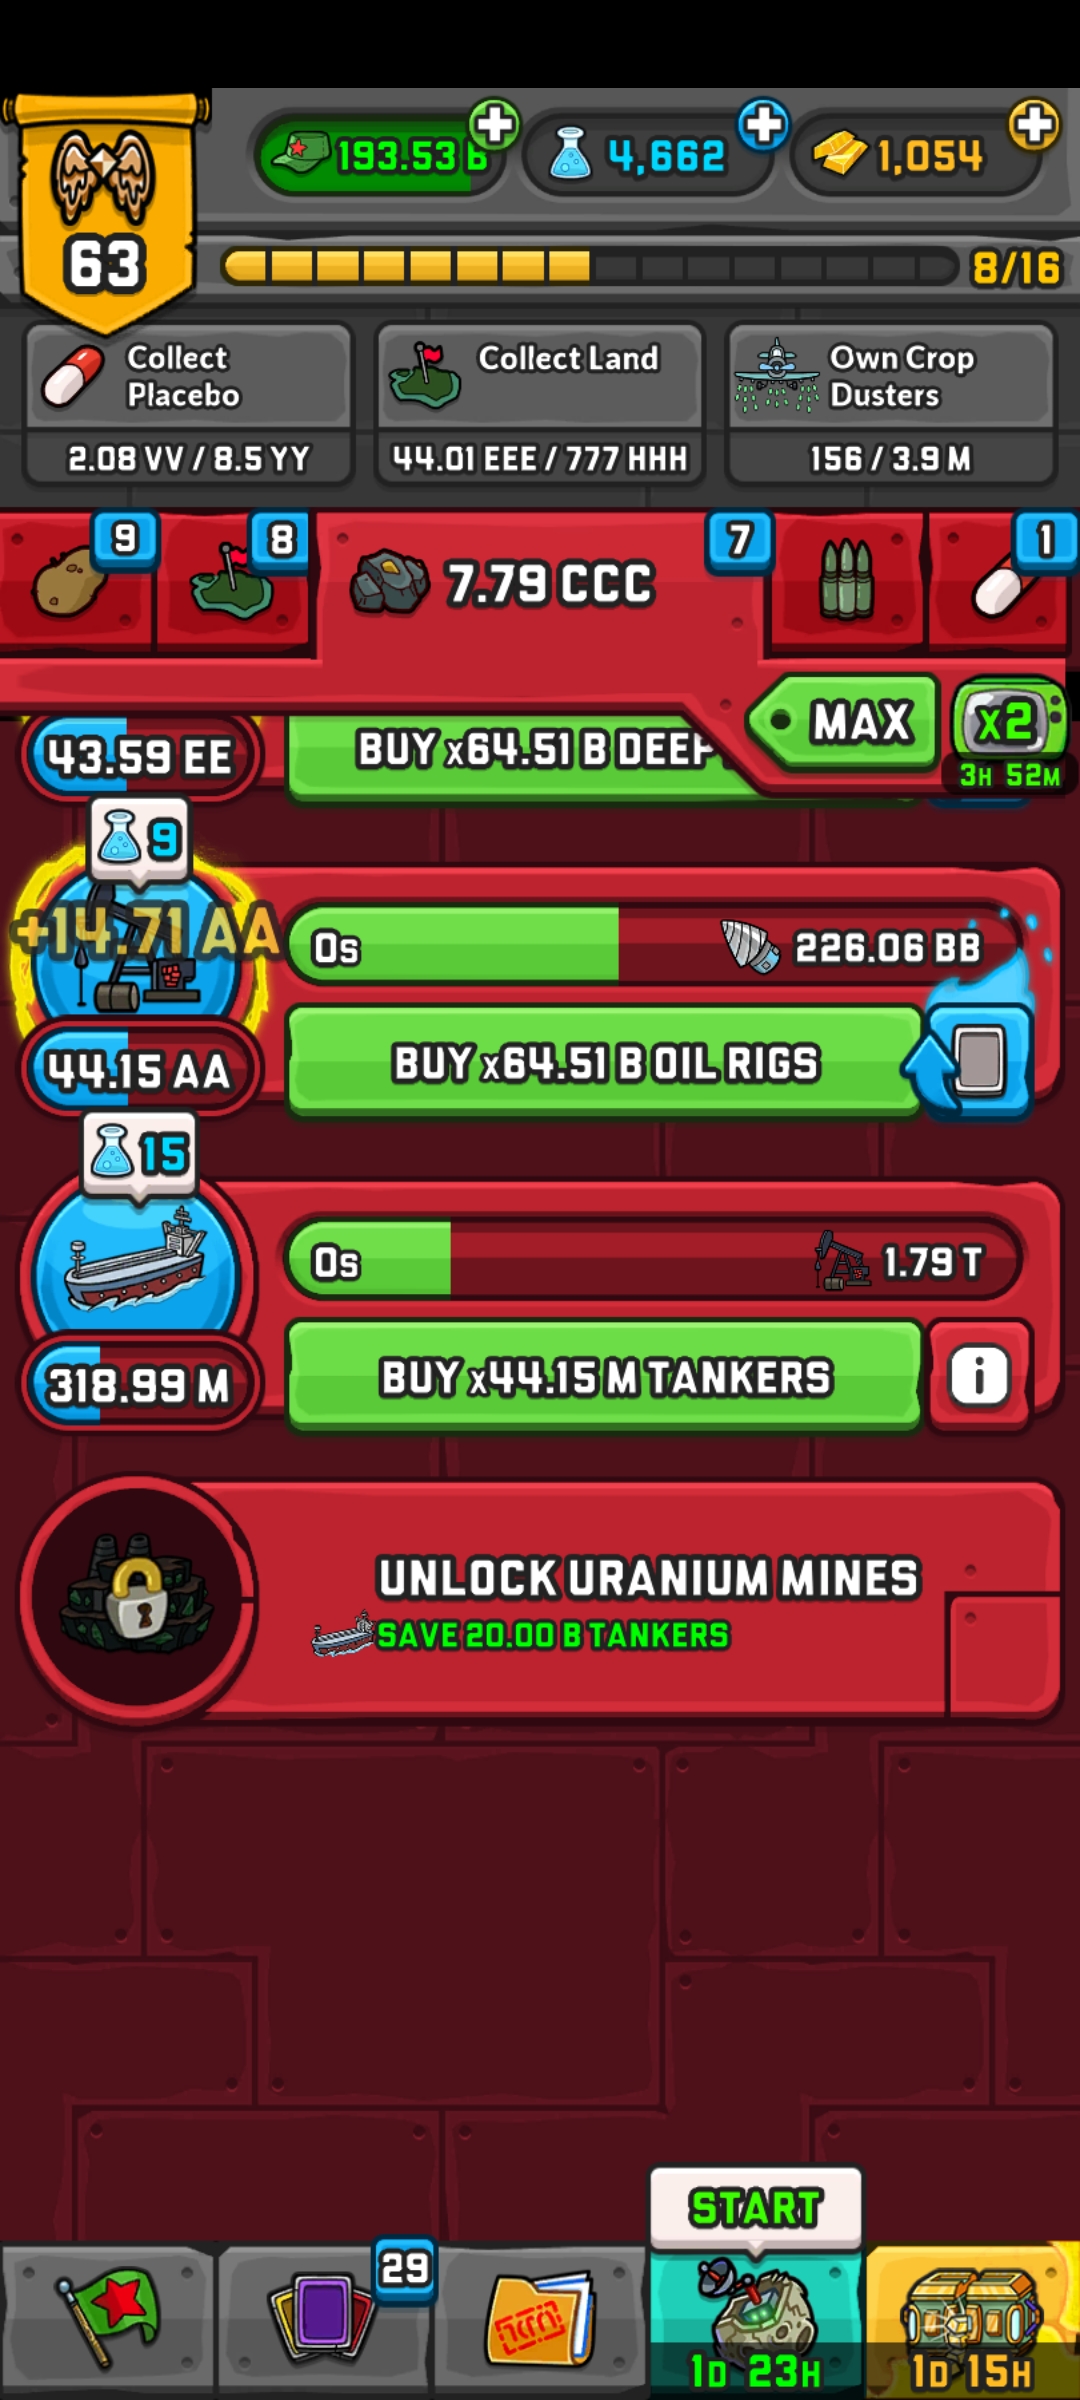 193.53 B
4,662
1,054
63
8/16
Collect
Placebo
2.08 VV / 8.5 YY
Collect Land
44.01 EEE / 777 HHH
Own Crop
Dusters
156 / 3.9 M
9
8
7.79 CCC
7
1
MAX
x2
3H 52M
43.59 EE
BUY x64.51 B DEEP
9
+14.71 AA
0s
226.06 BB
44.15 AA
BUY x64.51 B OIL RIGS
15
0s
1.79 T
318.99 M
BUY x44.15 M TANKERS
i
UNLOCK URANIUM MINES
SAVE 20.00 B TANKERS
START
29
1D 23H
1D 15H